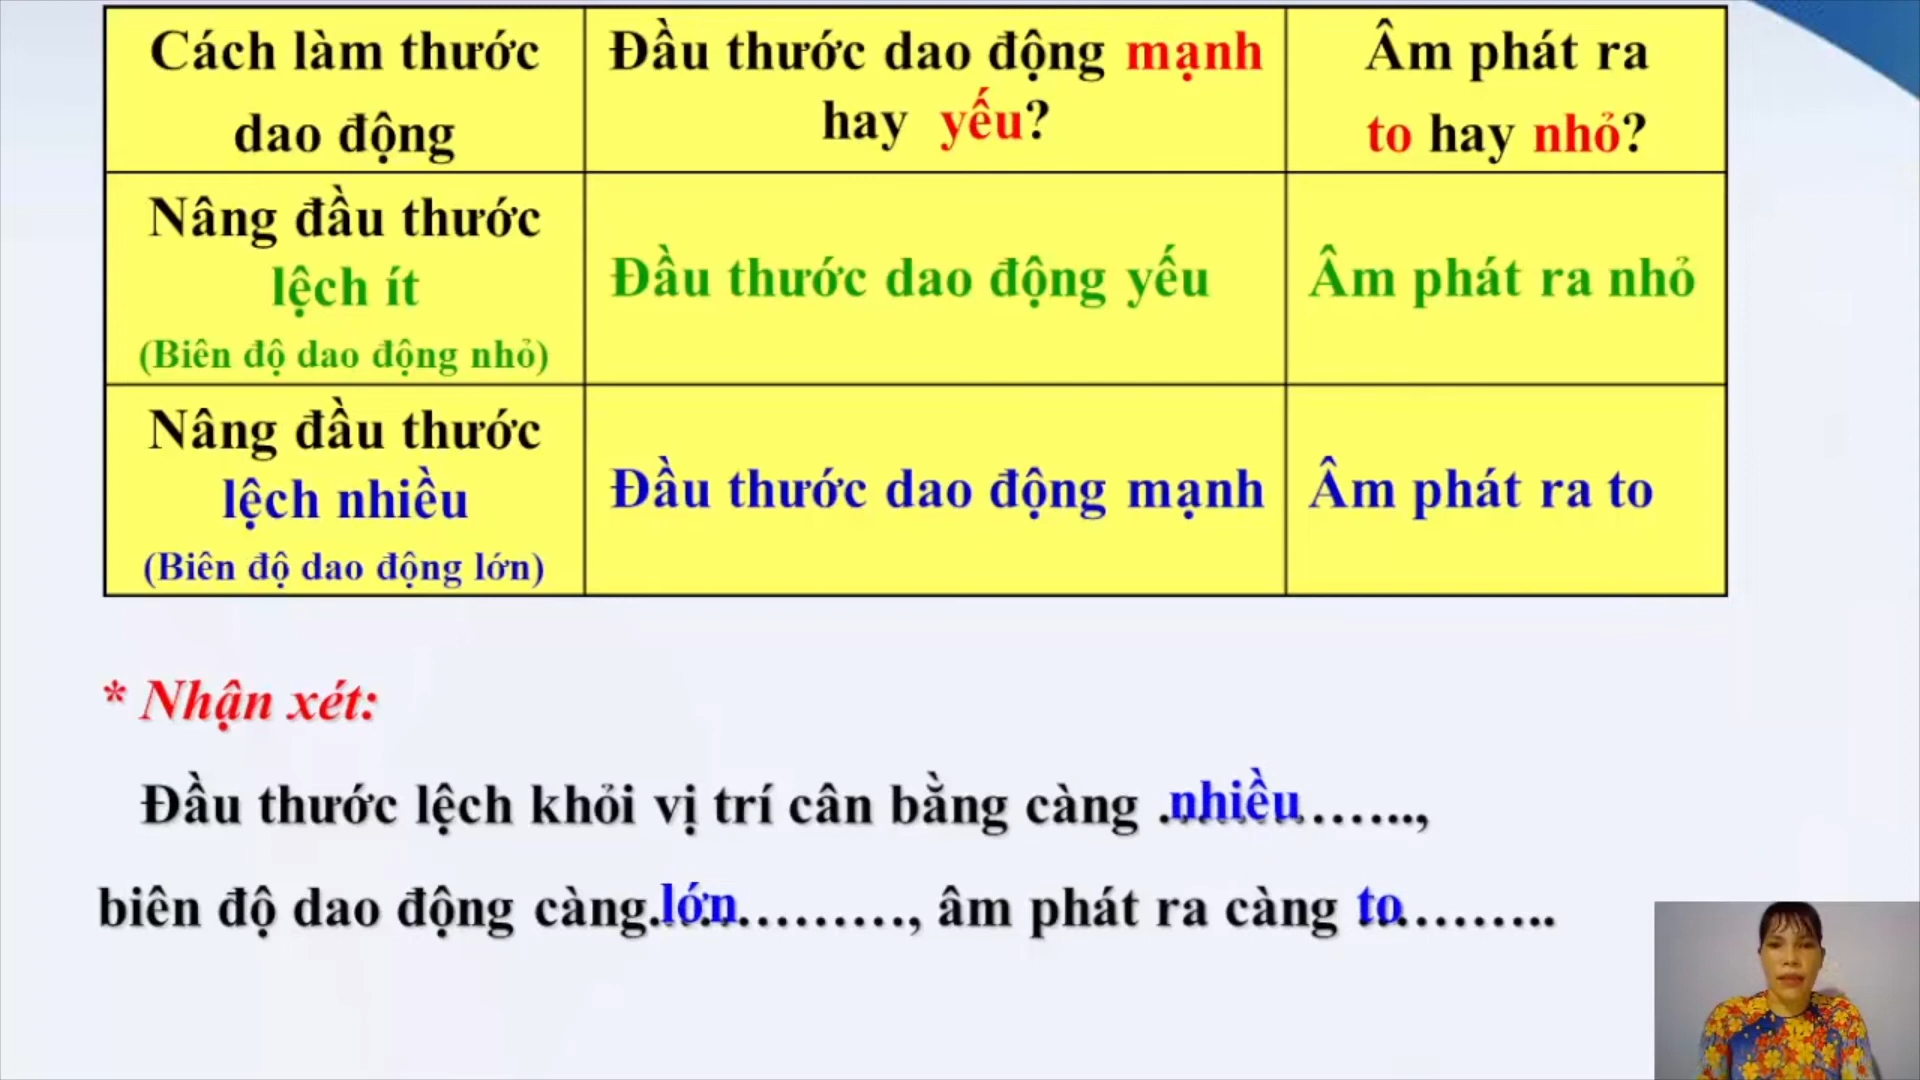 Cách làm thước
dao động
Đầu thước dao động mạnh
hay yếu?
Âm phát ra
to hay nhỏ?
Nâng đầu thước
lệch ít
(Biên độ dao động nhỏ)
Đầu thước dao động yếu
Âm phát ra nhỏ
Nâng đầu thước
lệch nhiều
(Biên độ dao động lớn)
Đầu thước dao động mạnh
Âm phát ra to
* Nhận xét:
Đầu thước lệch khỏi vị trí cân bằng càng .nhiều…….,
biên độ dao động càng.lớn…………, âm phát ra càng to………..